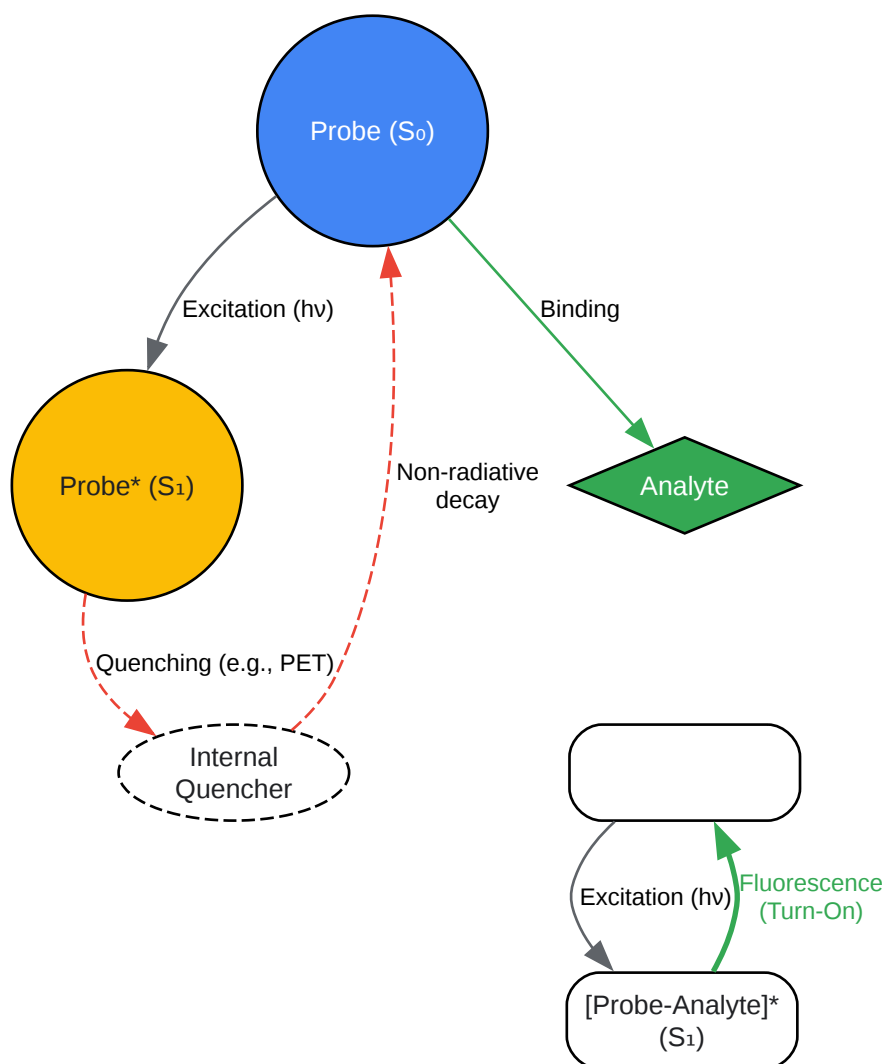 Probe (S₀)
Excitation (hν)
Binding
Probe* (S₁)
Non-radiative
decay
Analyte
Quenching (e.g., PET)
Internal
Quencher
Excitation (hν)
Fluorescence
(Turn-On)
[Probe-Analyte]*
(S₁)